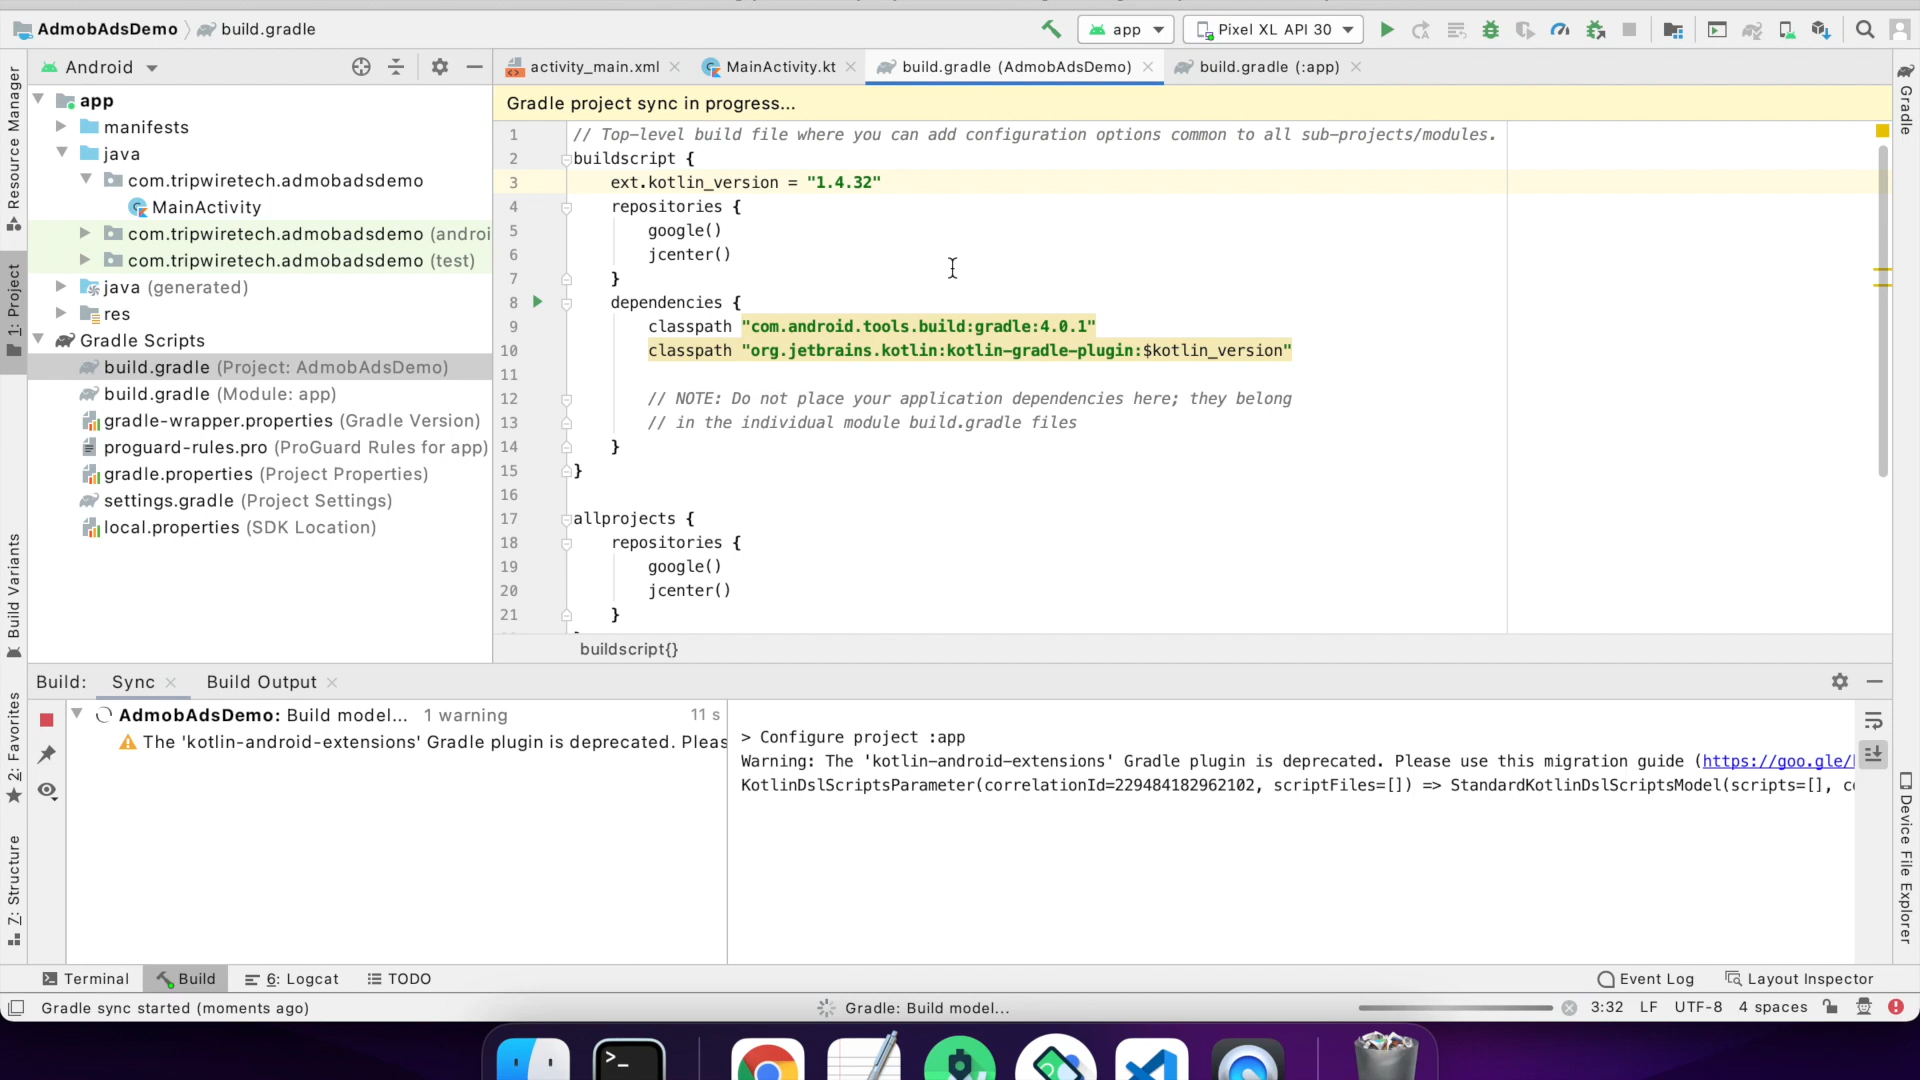 AdmobAdsDemo build.gradle
app Pixel XL API 30
Android
activity_main.xml MainActivity.kt build.gradle (AdmobAdsDemo) build.gradle (:app)
Resource Manager
1: Project
Build Variants
2: Favorites
Z: Structure
Gradle
Device File Explorer
app
manifests
java
com.tripwiretech.admobadsdemo
MainActivity
com.tripwiretech.admobadsdemo (androi
com.tripwiretech.admobadsdemo (test)
java (generated)
res
Gradle Scripts
build.gradle (Project: AdmobAdsDemo)
build.gradle (Module: app)
gradle-wrapper.properties (Gradle Version)
proguard-rules.pro (ProGuard Rules for app)
gradle.properties (Project Properties)
settings.gradle (Project Settings)
local.properties (SDK Location)
Gradle project sync in progress...
1 // Top-level build file where you can add configuration options common to all sub-projects/modules.
2 buildscript {
3 ext.kotlin_version = "1.4.32"
4 repositories {
5 google()
6 jcenter()
7 }
8 dependencies {
9 classpath "com.android.tools.build:gradle:4.0.1"
10 classpath "org.jetbrains.kotlin:kotlin-gradle-plugin:$kotlin_version"
11
12 // NOTE: Do not place your application dependencies here; they belong
13 // in the individual module build.gradle files
14 }
15 }
16
17 allprojects {
18 repositories {
19 google()
20 jcenter()
21 }
buildscript{}
Build: Sync Build Output
AdmobAdsDemo: Build model... 1 warning 11 s
The 'kotlin-android-extensions' Gradle plugin is deprecated. Pleas
> Configure project :app
Warning: The 'kotlin-android-extensions' Gradle plugin is deprecated. Please use this migration guide (https://goo.gle/
KotlinDslScriptsParameter(correlationId=229484182962102, scriptFiles=[]) => StandardKotlinDslScriptsModel(scripts=[], c
Terminal Build 6: Logcat TODO Event Log Layout Inspector
Gradle sync started (moments ago) Gradle: Build model... 3:32 LF UTF-8 4 spaces
>_